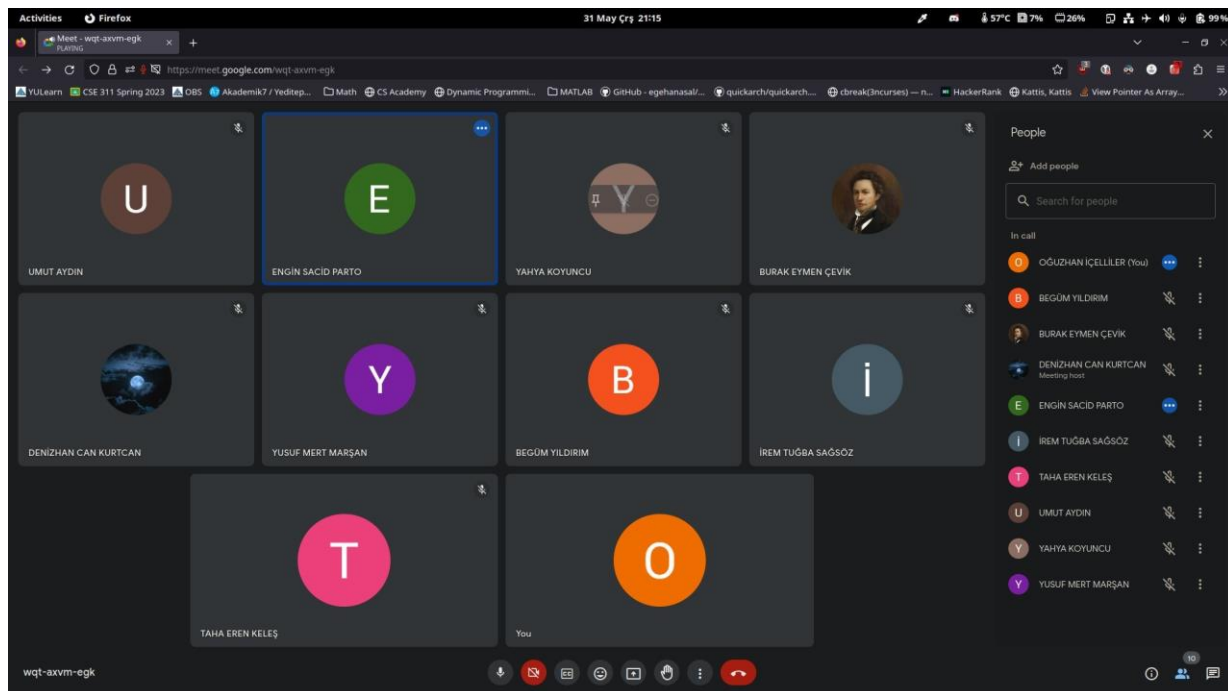 Activities Firefox 31 May Çrş 21:15 57°C 7% 26% 99%
Meet - wqt-axvm-egk
PLAYING
https://meet.google.com/wqt-axvm-egk
YULearn CSE 311 Spring 2023 OBS Akademik7 / Yeditep... Math CS Academy Dynamic Programmi... MATLAB GitHub - egehanasal/... quickarch/quickarch.... cbreak(3ncurses) — n... HackerRank Kattis, Kattis View Pointer As Array...
People
Add people
Search for people
In call
U
E
Y
UMUT AYDIN
ENGİN SACİD PARTO
YAHYA KOYUNCU
BURAK EYMEN ÇEVİK
Y
B
i
DENİZHAN CAN KURTCAN
YUSUF MERT MARŞAN
BEGÜM YILDIRIM
İREM TUĞBA SAĞSÖZ
T
O
TAHA EREN KELEŞ
You
O OĞUZHAN İÇELLİLER (You)
B BEGÜM YILDIRIM
BURAK EYMEN ÇEVİK
DENİZHAN CAN KURTCAN
Meeting host
E ENGİN SACİD PARTO
i İREM TUĞBA SAĞSÖZ
T TAHA EREN KELEŞ
U UMUT AYDIN
Y YAHYA KOYUNCU
Y YUSUF MERT MARŞAN
wqt-axvm-egk
10